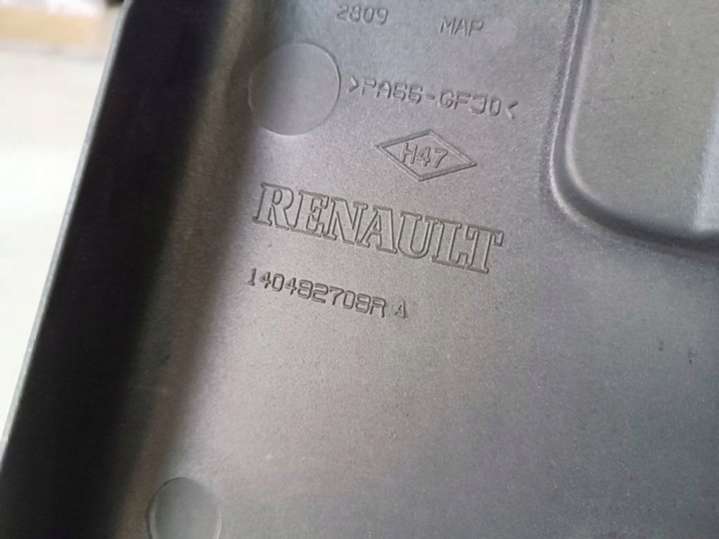 2809 MAP
>PA66-GF30<
H47
RENAULT
140482708R A